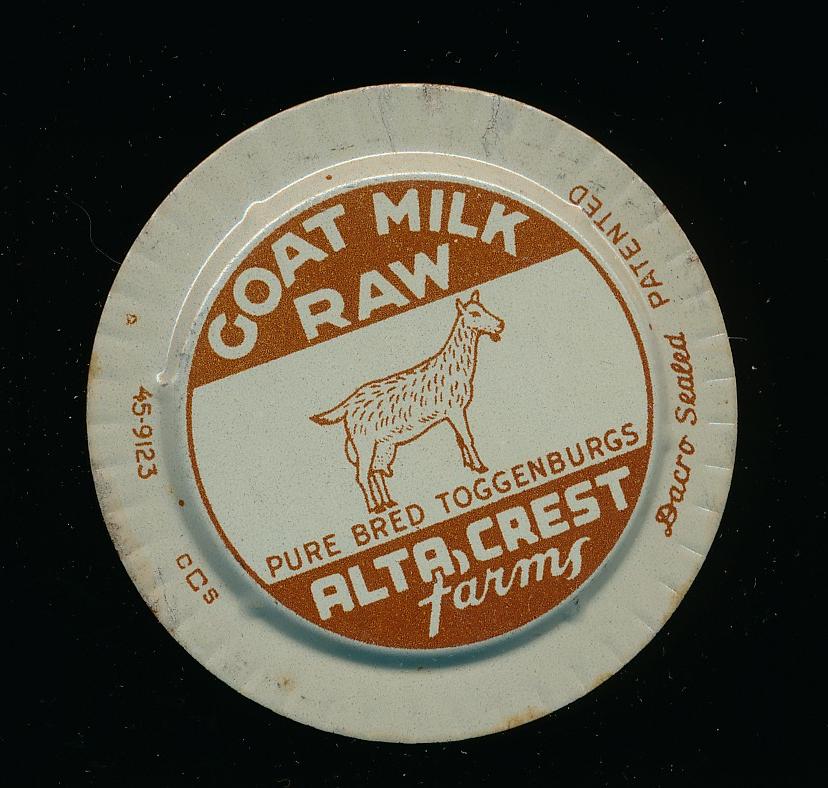 GOAT MILK
RAW
PURE BRED TOGGENBURGS
ALTA CREST
farms
PATENTED
Dacro Sealed
45-9123
CCS